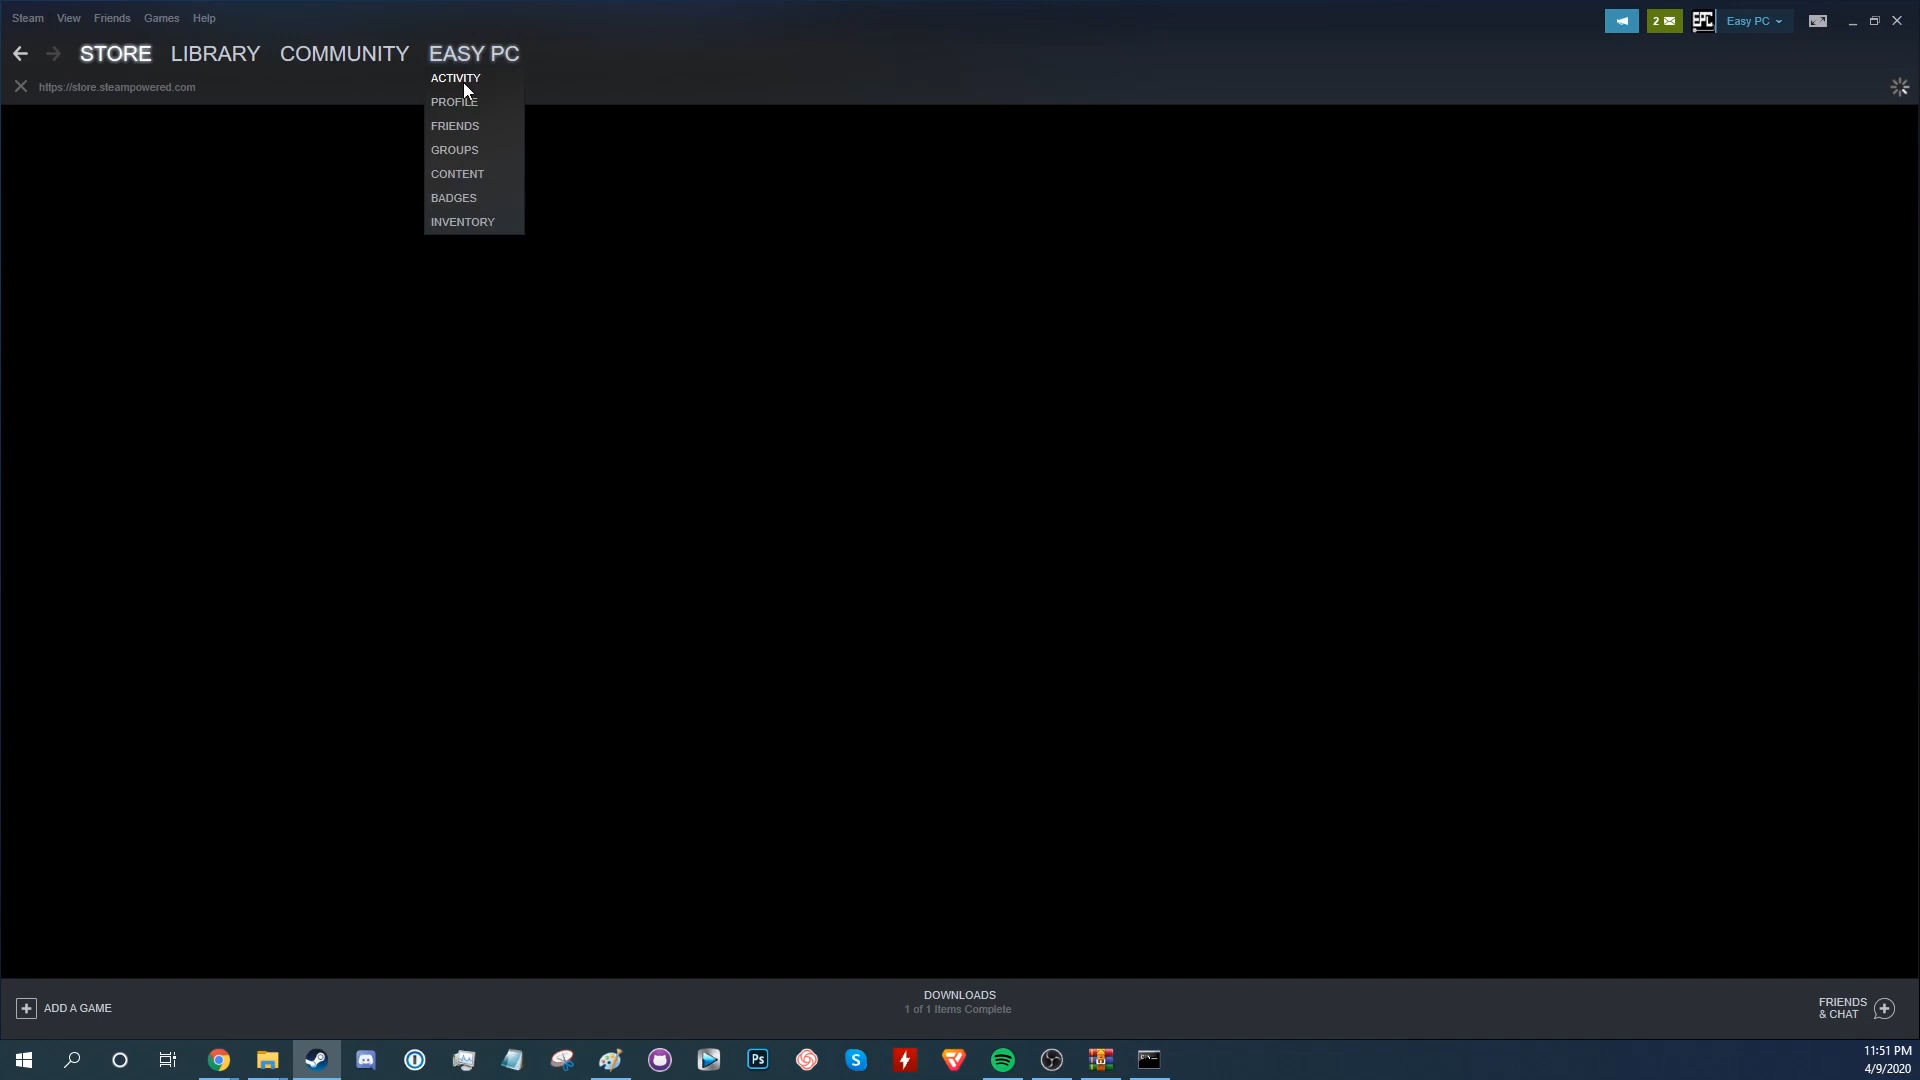 Steam View Friends Games Help
2 EPC Easy PC
STORE LIBRARY COMMUNITY EASY PC
https://store.steampowered.com
ACTIVITY
PROFILE
FRIENDS
GROUPS
CONTENT
BADGES
INVENTORY
ADD A GAME
DOWNLOADS
1 of 1 Items Complete
FRIENDS
& CHAT
Ps
S
11:51 PM
4/9/2020